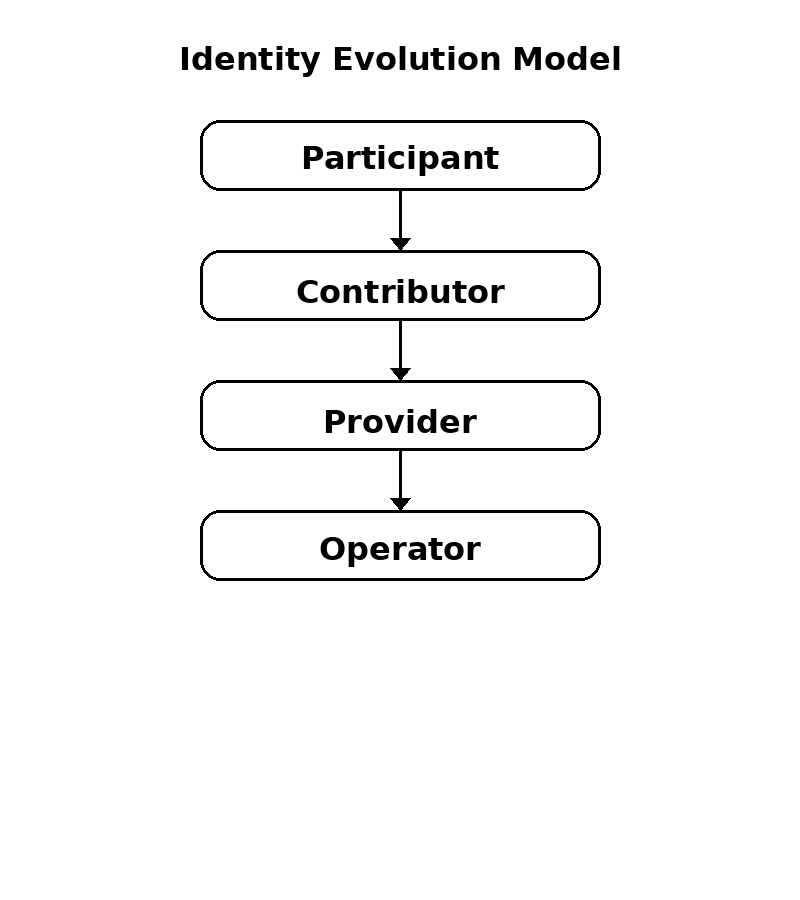 Identity Evolution Model
Participant
Contributor
Provider
Operator